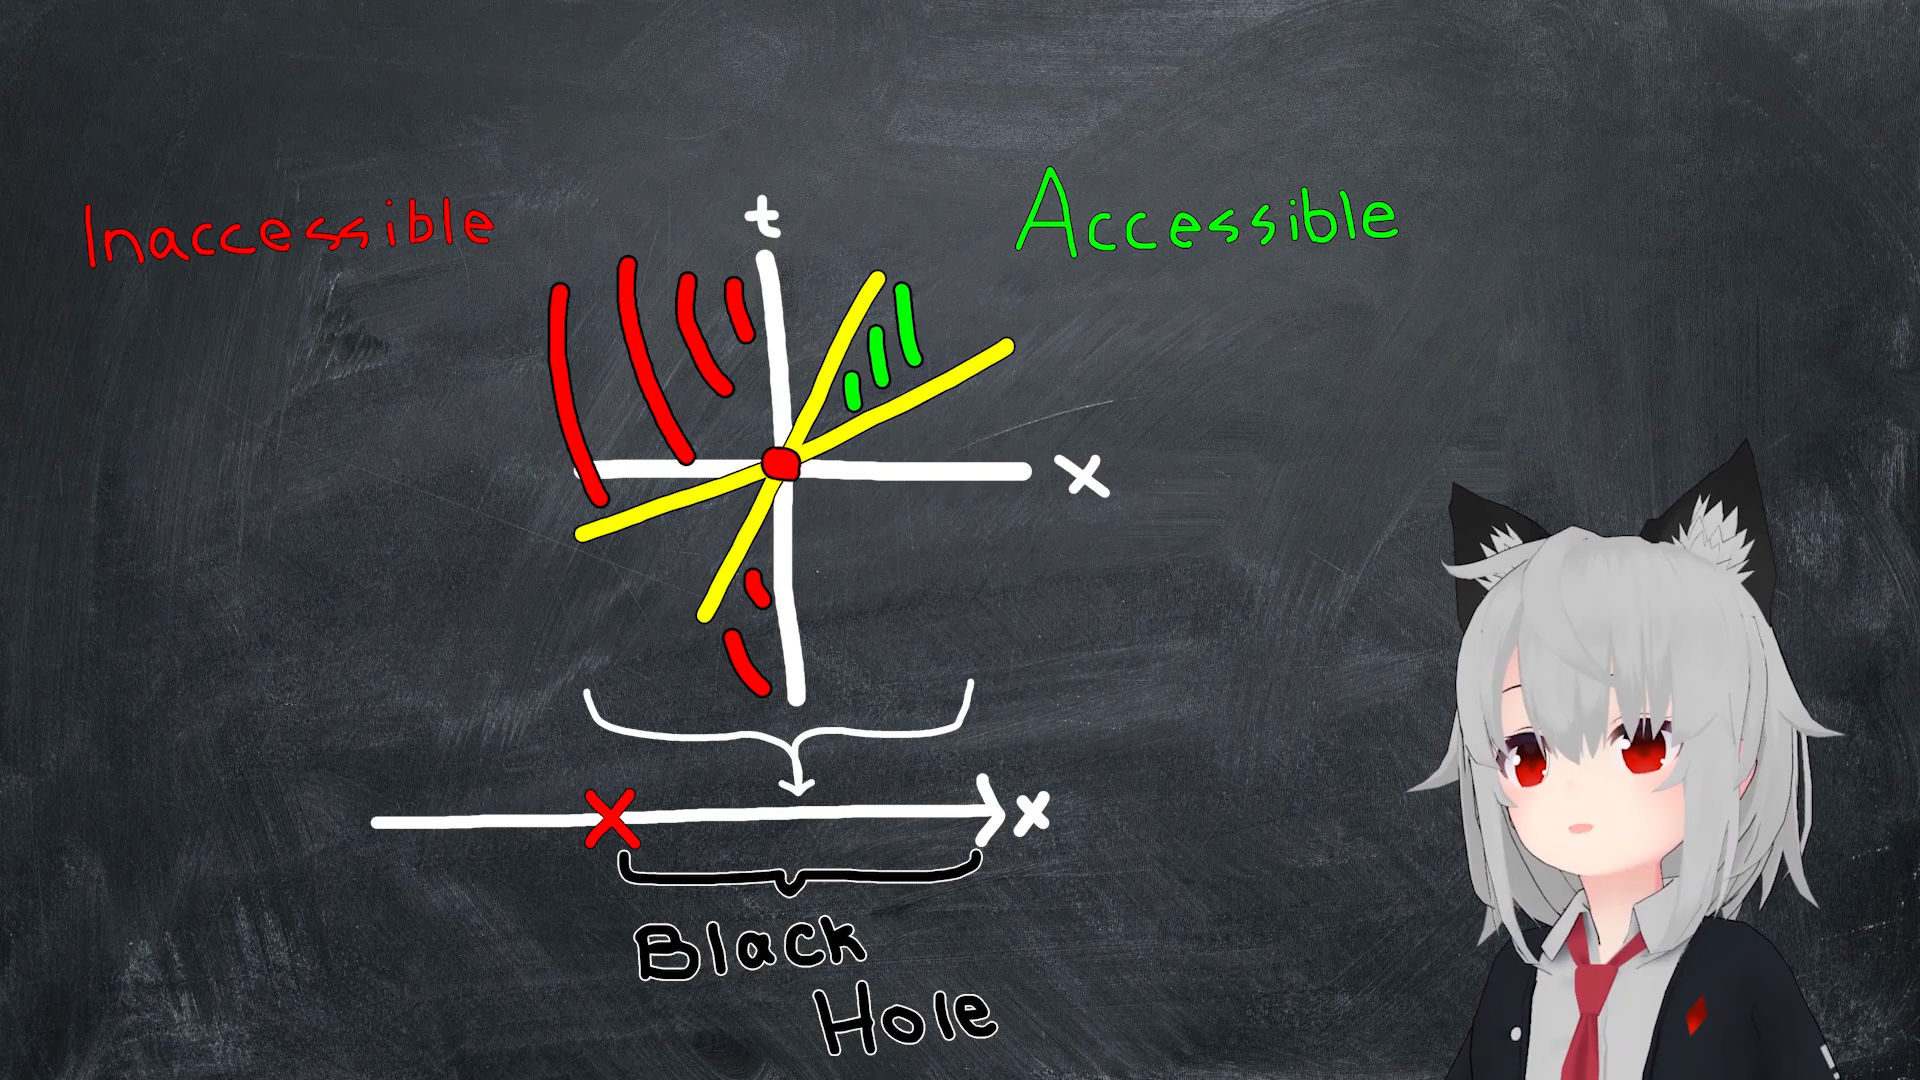 Inaccessible
Accessible
t
x
x
Black
Hole